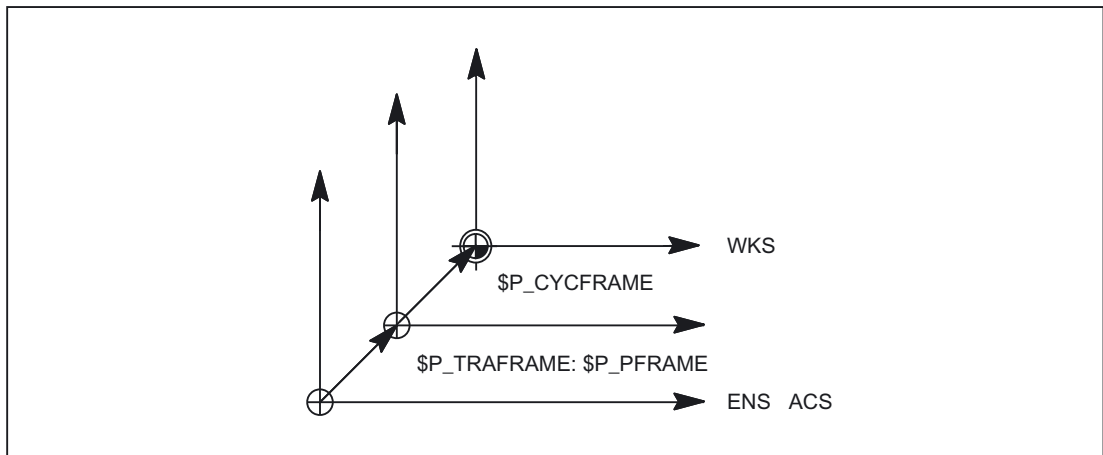 WKS
$P_CYCFRAME
$P_TRAFRAME: $P_PFRAME
ENS ACS